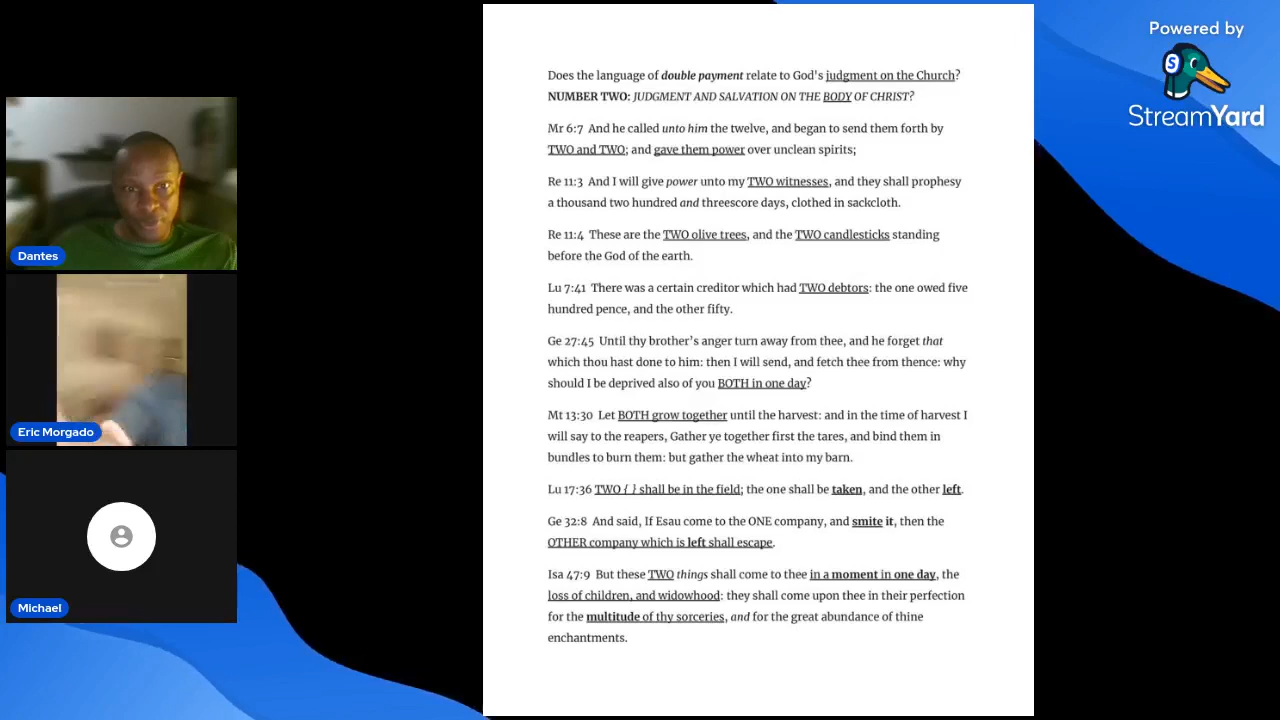 Powered by
StreamYard
Dantes
Eric Morgado
Michael
Does the language of double payment relate to God's judgment on the Church?
NUMBER TWO: JUDGMENT AND SALVATION ON THE BODY OF CHRIST?
Mr 6:7 And he called unto him the twelve, and began to send them forth by
TWO and TWO; and gave them power over unclean spirits;
Re 11:3 And I will give power unto my TWO witnesses, and they shall prophesy
a thousand two hundred and threescore days, clothed in sackcloth.
Re 11:4 These are the TWO olive trees, and the TWO candlesticks standing
before the God of the earth.
Lu 7:41 There was a certain creditor which had TWO debtors: the one owed five
hundred pence, and the other fifty.
Ge 27:45 Until thy brother's anger turn away from thee, and he forget that
which thou hast done to him: then I will send, and fetch thee from thence: why
should I be deprived also of you BOTH in one day?
Mt 13:30 Let BOTH grow together until the harvest: and in the time of harvest I
will say to the reapers, Gather ye together first the tares, and bind them in
bundles to burn them: but gather the wheat into my barn.
Lu 17:36 TWO { } shall be in the field; the one shall be taken, and the other left.
Ge 32:8 And said, If Esau come to the ONE company, and smite it, then the
OTHER company which is left shall escape.
Isa 47:9 But these TWO things shall come to thee in a moment in one day, the
loss of children, and widowhood: they shall come upon thee in their perfection
for the multitude of thy sorceries, and for the great abundance of thine
enchantments.